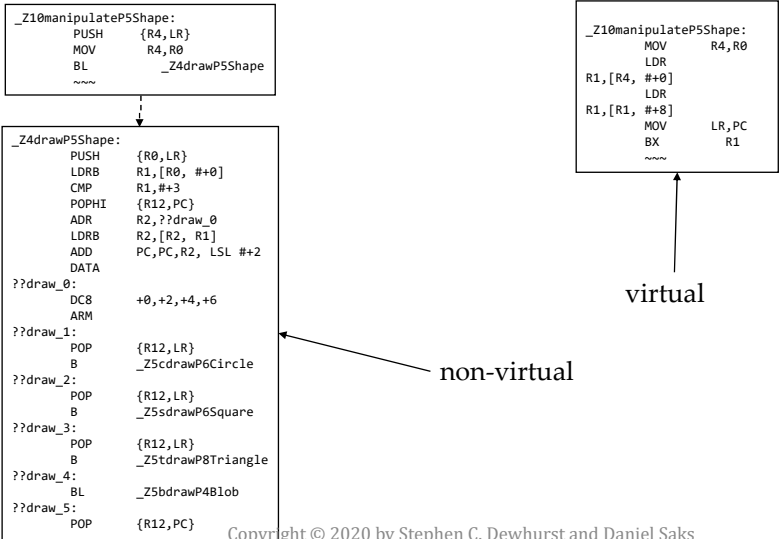 _Z10manipulateP5Shape:
PUSH {R4,LR}
MOV R4,R0
BL _Z4drawP5Shape
~~~
_Z4drawP5Shape:
PUSH {R0,LR}
LDRB R1,[R0, #+0]
CMP R1,#+3
POPHI {R12,PC}
ADR R2,??draw_0
LDRB R2,[R2, R1]
ADD PC,PC,R2, LSL #+2
DATA
??draw_0:
DC8 +0,+2,+4,+6
ARM
??draw_1:
POP {R12,LR}
B _Z5cdrawP6Circle
??draw_2:
POP {R12,LR}
B _Z5sdrawP6Square
??draw_3:
POP {R12,LR}
B _Z5tdrawP8Triangle
??draw_4:
BL _Z5bdrawP4Blob
??draw_5:
POP {R12,PC}
non-virtual
_Z10manipulateP5Shape:
MOV R4,R0
LDR
R1,[R4, #+0]
LDR
R1,[R1, #+8]
MOV LR,PC
BX R1
~~~
virtual
Copyright © 2020 by Stephen C. Dewhurst and Daniel Saks